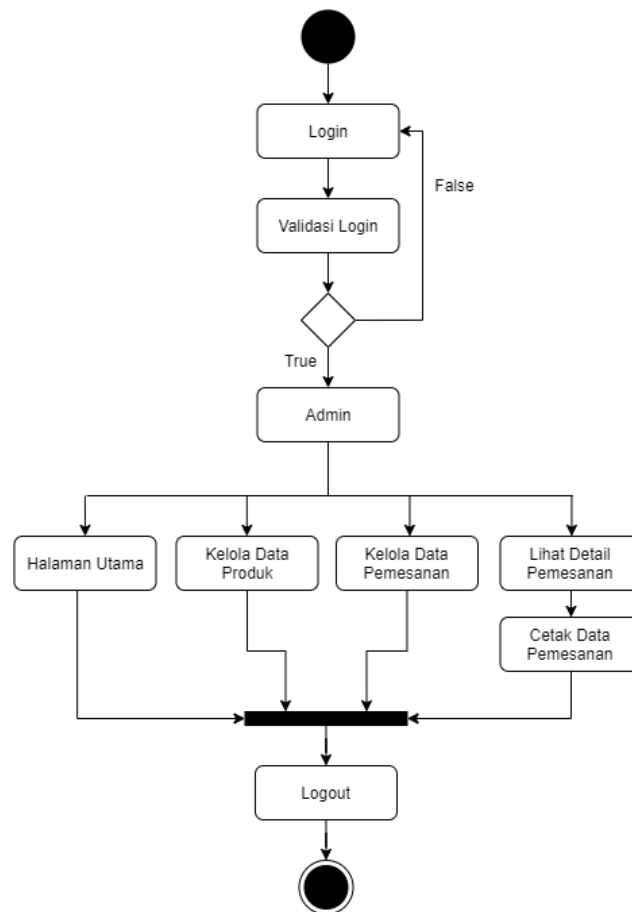 Login
False
Validasi Login
True
Admin
Halaman Utama
Kelola Data
Produk
Kelola Data
Pemesanan
Lihat Detail
Pemesanan
Cetak Data
Pemesanan
Logout